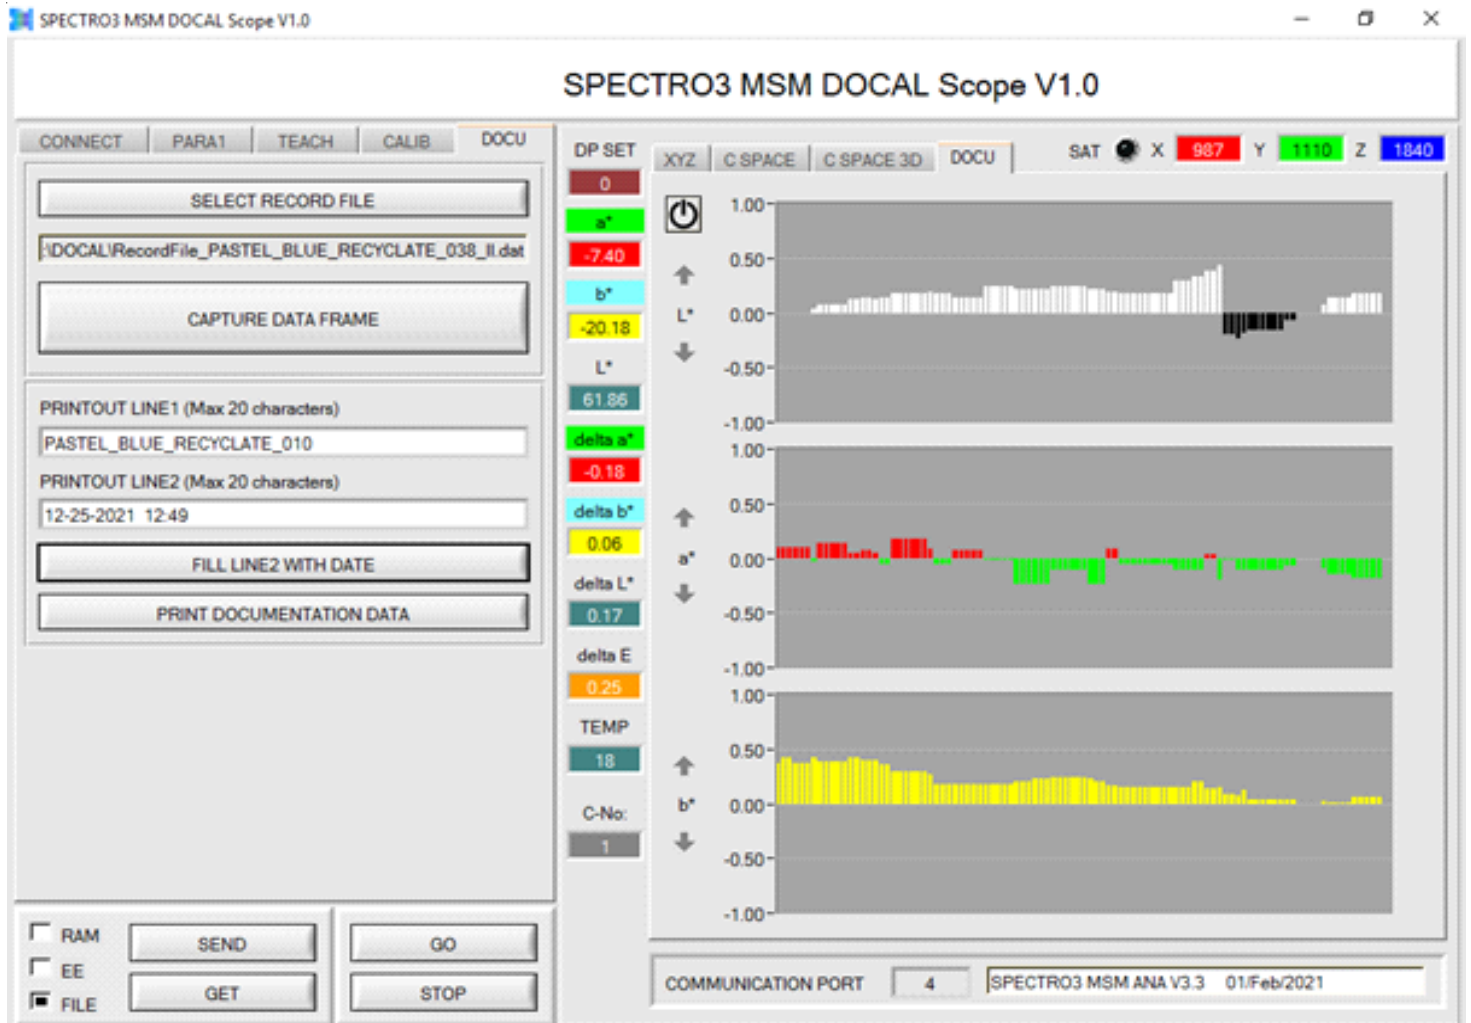 SPECTRO3 MSM DOCAL Scope V1.0
SPECTRO3 MSM DOCAL Scope V1.0
CONNECT PARA1 TEACH CALIB DOCU
SELECT RECORD FILE
:\DOCAL\RecordFile_PASTEL_BLUE_RECYCLATE_038_II.dat
CAPTURE DATA FRAME
PRINTOUT LINE1 (Max 20 characters)
PASTEL_BLUE_RECYCLATE_010
PRINTOUT LINE2 (Max 20 characters)
12-25-2021 12:49
FILL LINE2 WITH DATE
PRINT DOCUMENTATION DATA
RAM
EE
FILE
SEND
GET
GO
STOP
DP SET
0
a*
-7.40
b*
-20.18
L*
61.86
delta a*
-0.18
delta b*
0.06
delta L*
0.17
delta E
0.25
TEMP
18
C-No:
1
XYZ C SPACE C SPACE 3D DOCU
SAT X 987 Y 1110 Z 1840
1.00
0.50
L* 0.00
-0.50
-1.00
1.00
0.50
a* 0.00
-0.50
-1.00
1.00
0.50
b* 0.00
-0.50
-1.00
COMMUNICATION PORT 4 SPECTRO3 MSM ANA V3.3 01/Feb/2021